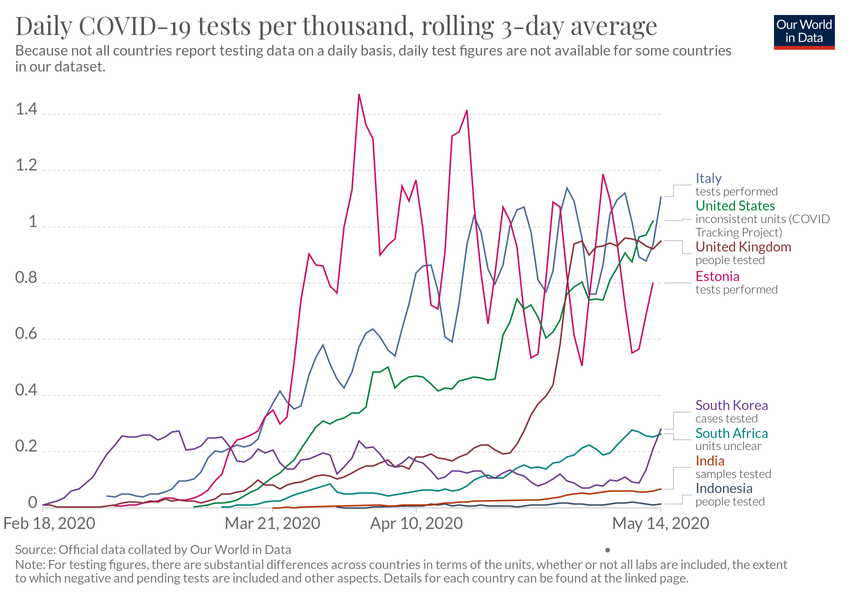 Daily COVID-19 tests per thousand, rolling 3-day average
Our World
in Data
Because not all countries report testing data on a daily basis, daily test figures are not available for some countries
in our dataset.
1.4
1.2
1
0.8
0.6
0.4
0.2
0
Feb 18, 2020
Mar 21, 2020
Apr 10, 2020
May 14, 2020
Italy
tests performed
United States
inconsistent units (COVID
Tracking Project)
United Kingdom
people tested
Estonia
tests performed
South Korea
cases tested
South Africa
units unclear
India
samples tested
Indonesia
people tested
Source: Official data collated by Our World in Data
Note: For testing figures, there are substantial differences across countries in terms of the units, whether or not all labs are included, the extent
to which negative and pending tests are included and other aspects. Details for each country can be found at the linked page.